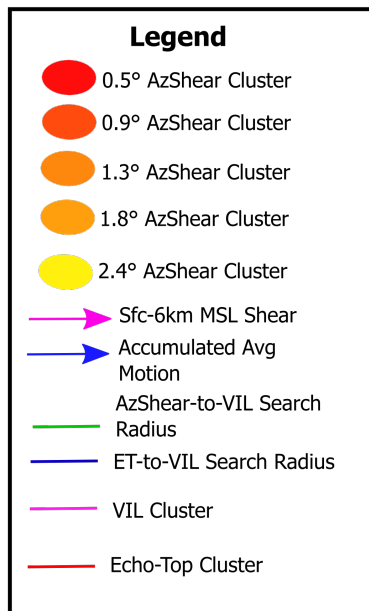 Legend
0.5° AzShear Cluster
0.9° AzShear Cluster
1.3° AzShear Cluster
1.8° AzShear Cluster
2.4° AzShear Cluster
Sfc-6km MSL Shear
Accumulated Avg
Motion
AzShear-to-VIL Search
Radius
ET-to-VIL Search Radius
VIL Cluster
Echo-Top Cluster